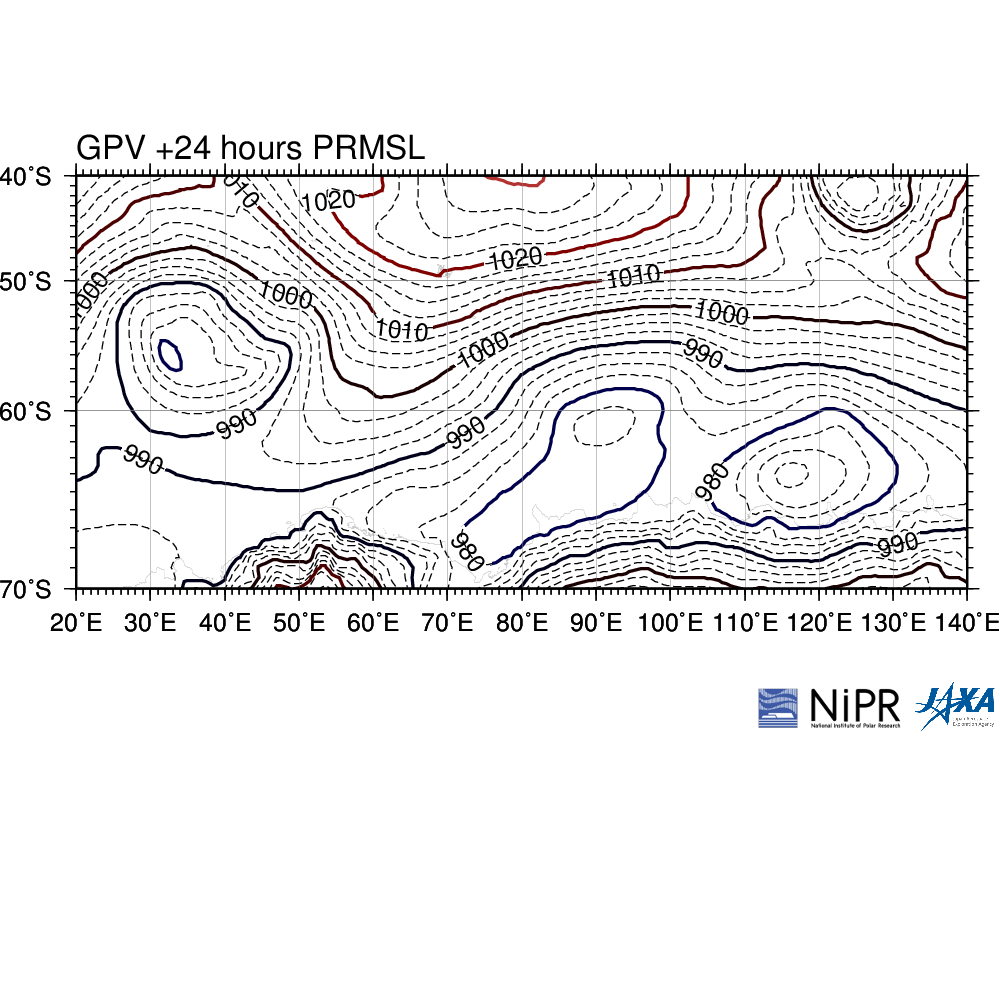 GPV +24 hours PRMSL
40˚S
50˚S
60˚S
70˚S
1020
1010
1000
1020
1010
1000
1010
1000
1000
990
990
990
990
980
980
990
20˚E 30˚E 40˚E 50˚E 60˚E 70˚E 80˚E 90˚E 100˚E 110˚E 120˚E 130˚E 140˚E
NiPR
National Institute of Polar Research
JAXA
Japan Aerospace
Exploration Agency